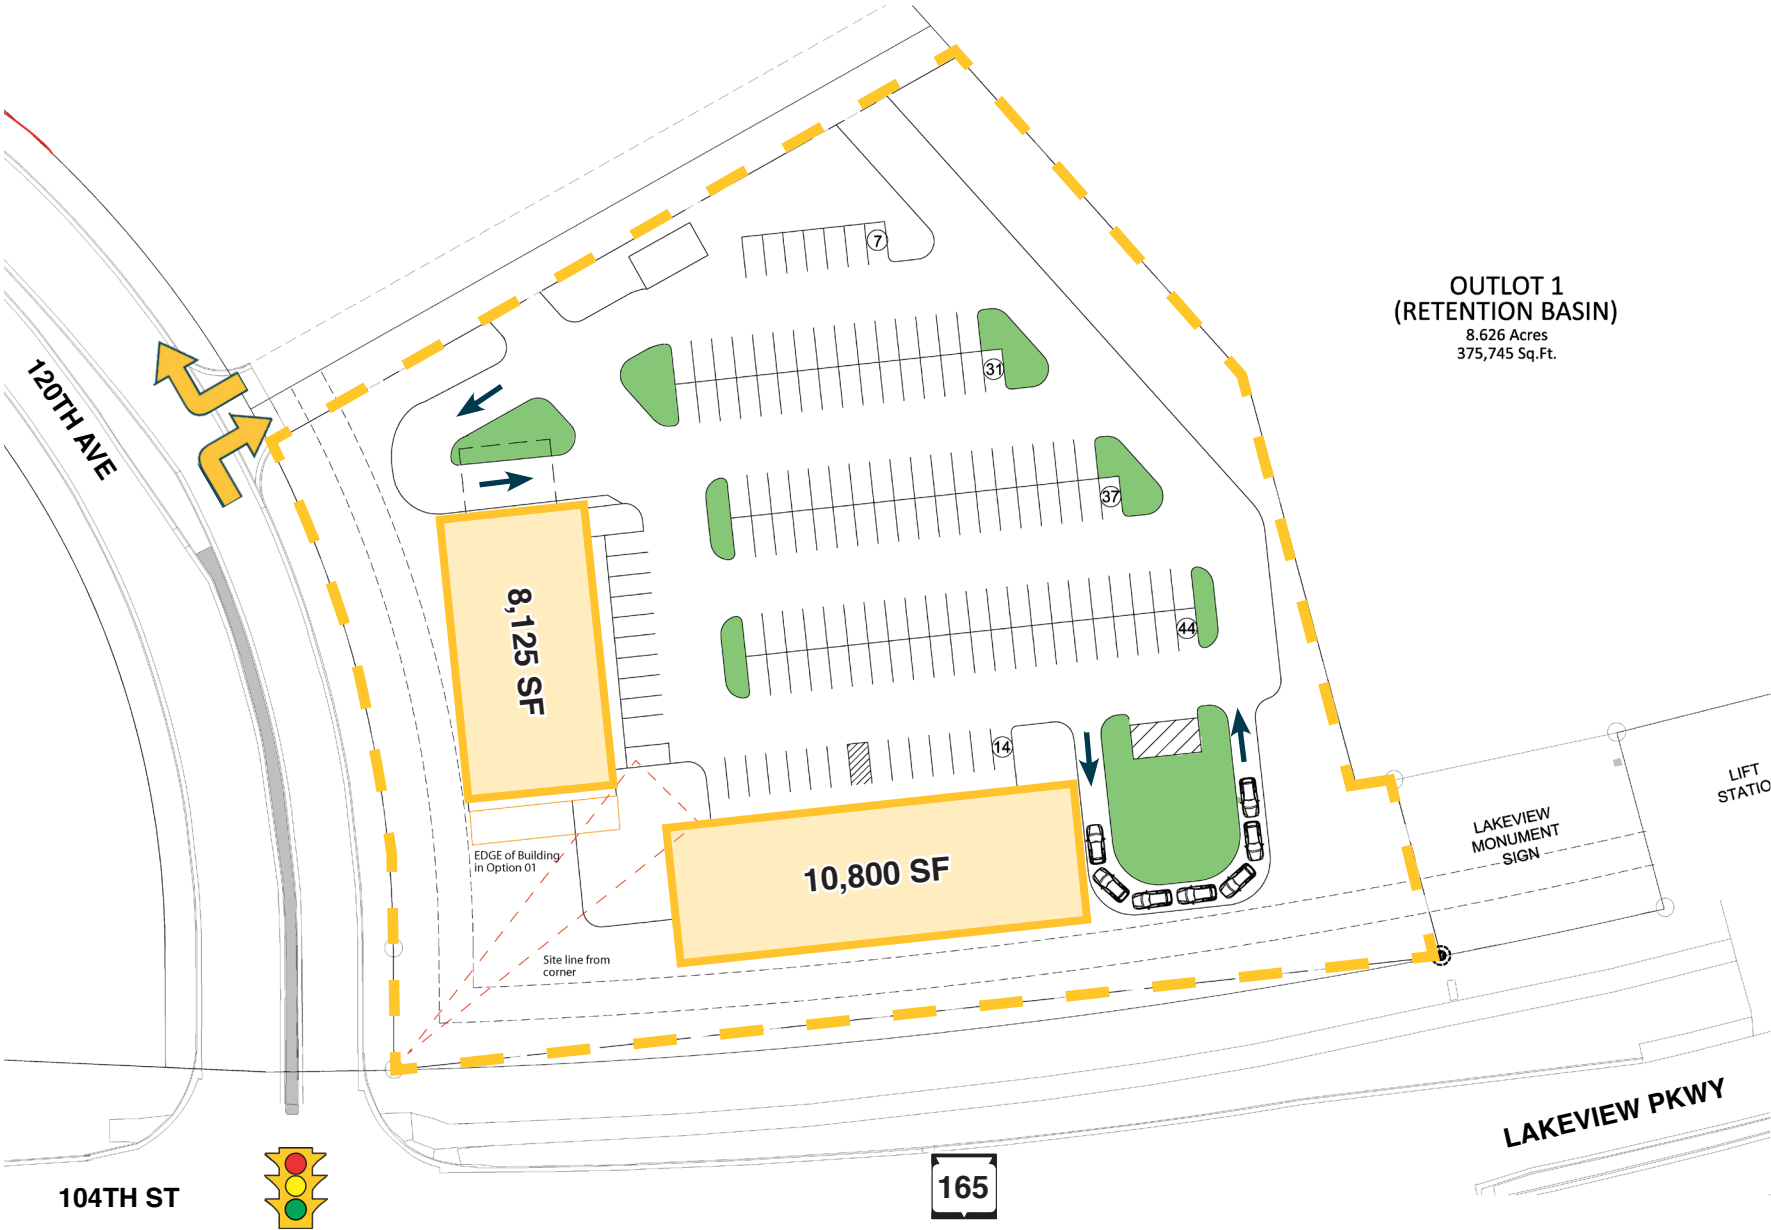 7
OUTLOT 1
(RETENTION BASIN)
8.626 Acres
375,745 Sq.Ft.
31
120TH AVE
37
8,125 SF
44
14
LIFT
STATIO
LAKEVIEW
MONUMENT
SIGN
EDGE of Building
in Option 01
10,800 SF
Site line from
corner
LAKEVIEW PKWY
104TH ST
165